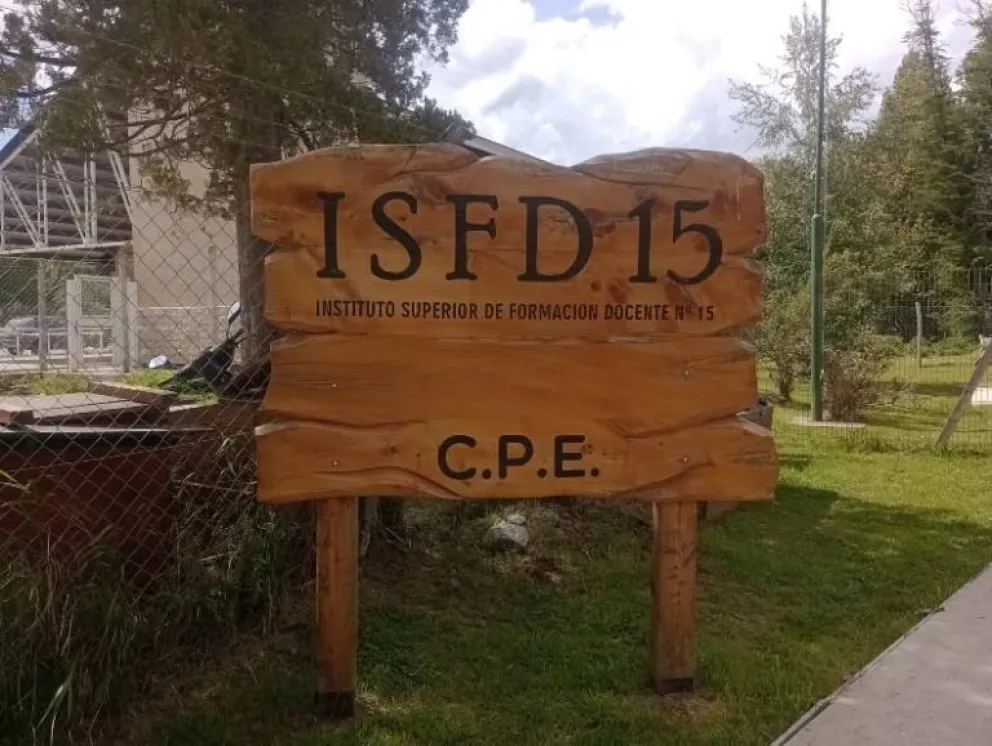 ISFD 15
INSTITUTO SUPERIOR DE FORMACION DOCENTE Nº 15
C.P.E.